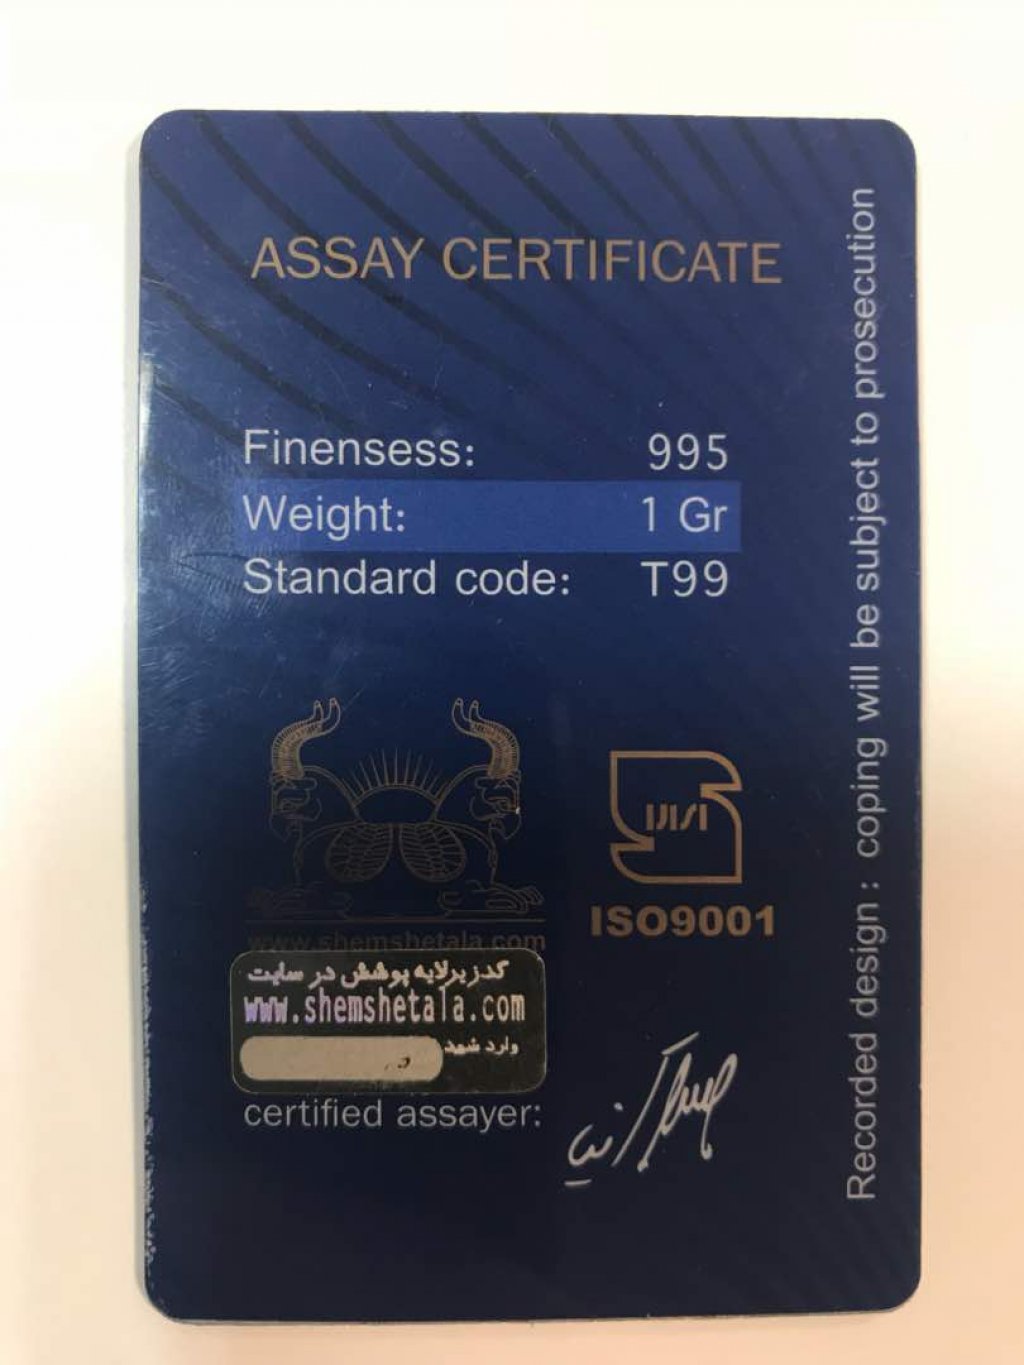 ASSAY CERTIFICATE
Finensess: 995
Weight: 1 Gr
Standard code: T99
www.shemshetala.com
ISO9001
کدزیرلایه پوشش در سایت
www.shemshetala.com
وارد شود
certified assayer:
Recorded design : coping will be subject to prosecution